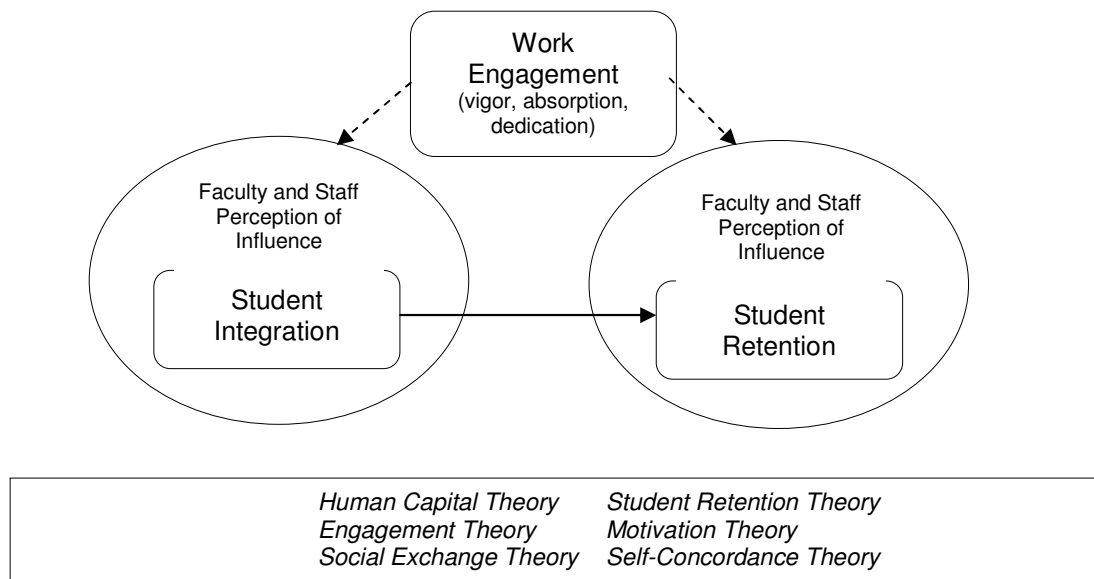 Work
Engagement
(vigor, absorption,
dedication)
Faculty and Staff
Perception of
Influence
Student
Integration
Faculty and Staff
Perception of
Influence
Student
Retention
Human Capital Theory Student Retention Theory
Engagement Theory Motivation Theory
Social Exchange Theory Self-Concordance Theory